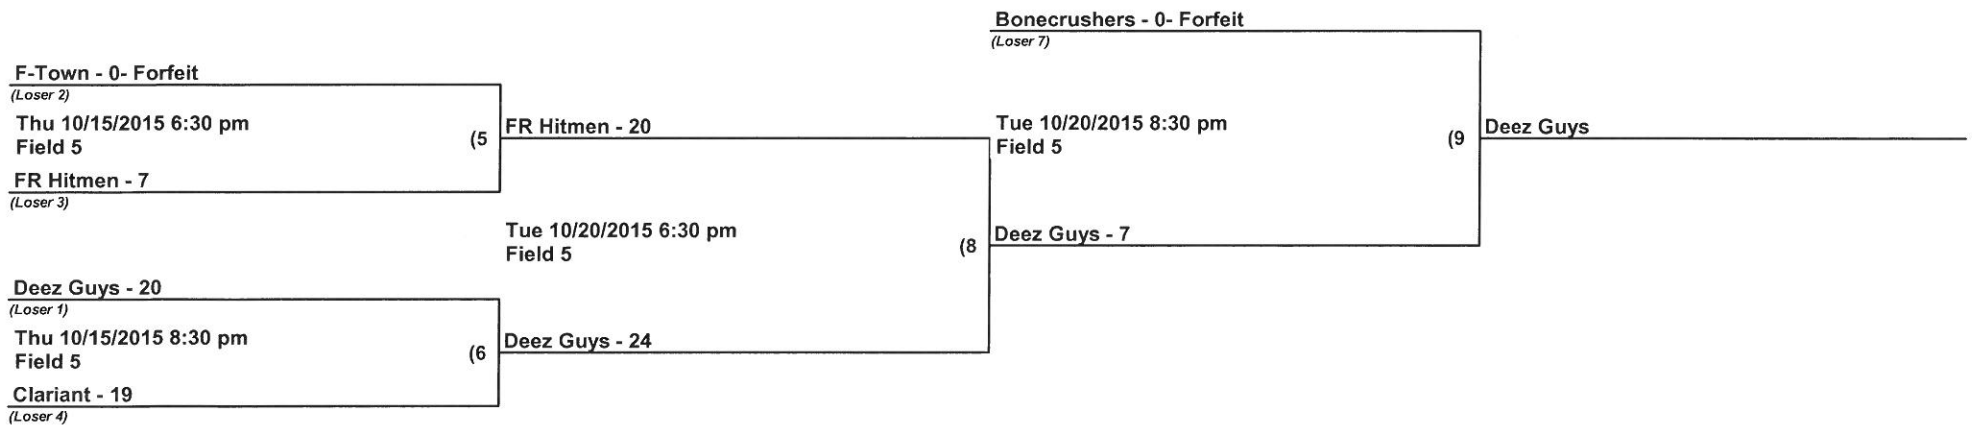 Bonecrushers - 0- Forfeit
(Loser 7)
F-Town - 0- Forfeit
(Loser 2)
Thu 10/15/2015 6:30 pm
Field 5
(5
FR Hitmen - 7
(Loser 3)
FR Hitmen - 20
Tue 10/20/2015 8:30 pm
Field 5
(9
Deez Guys
Tue 10/20/2015 6:30 pm
Field 5
(8
Deez Guys - 7
Deez Guys - 20
(Loser 1)
Thu 10/15/2015 8:30 pm
Field 5
(6
Deez Guys - 24
Clariant - 19
(Loser 4)